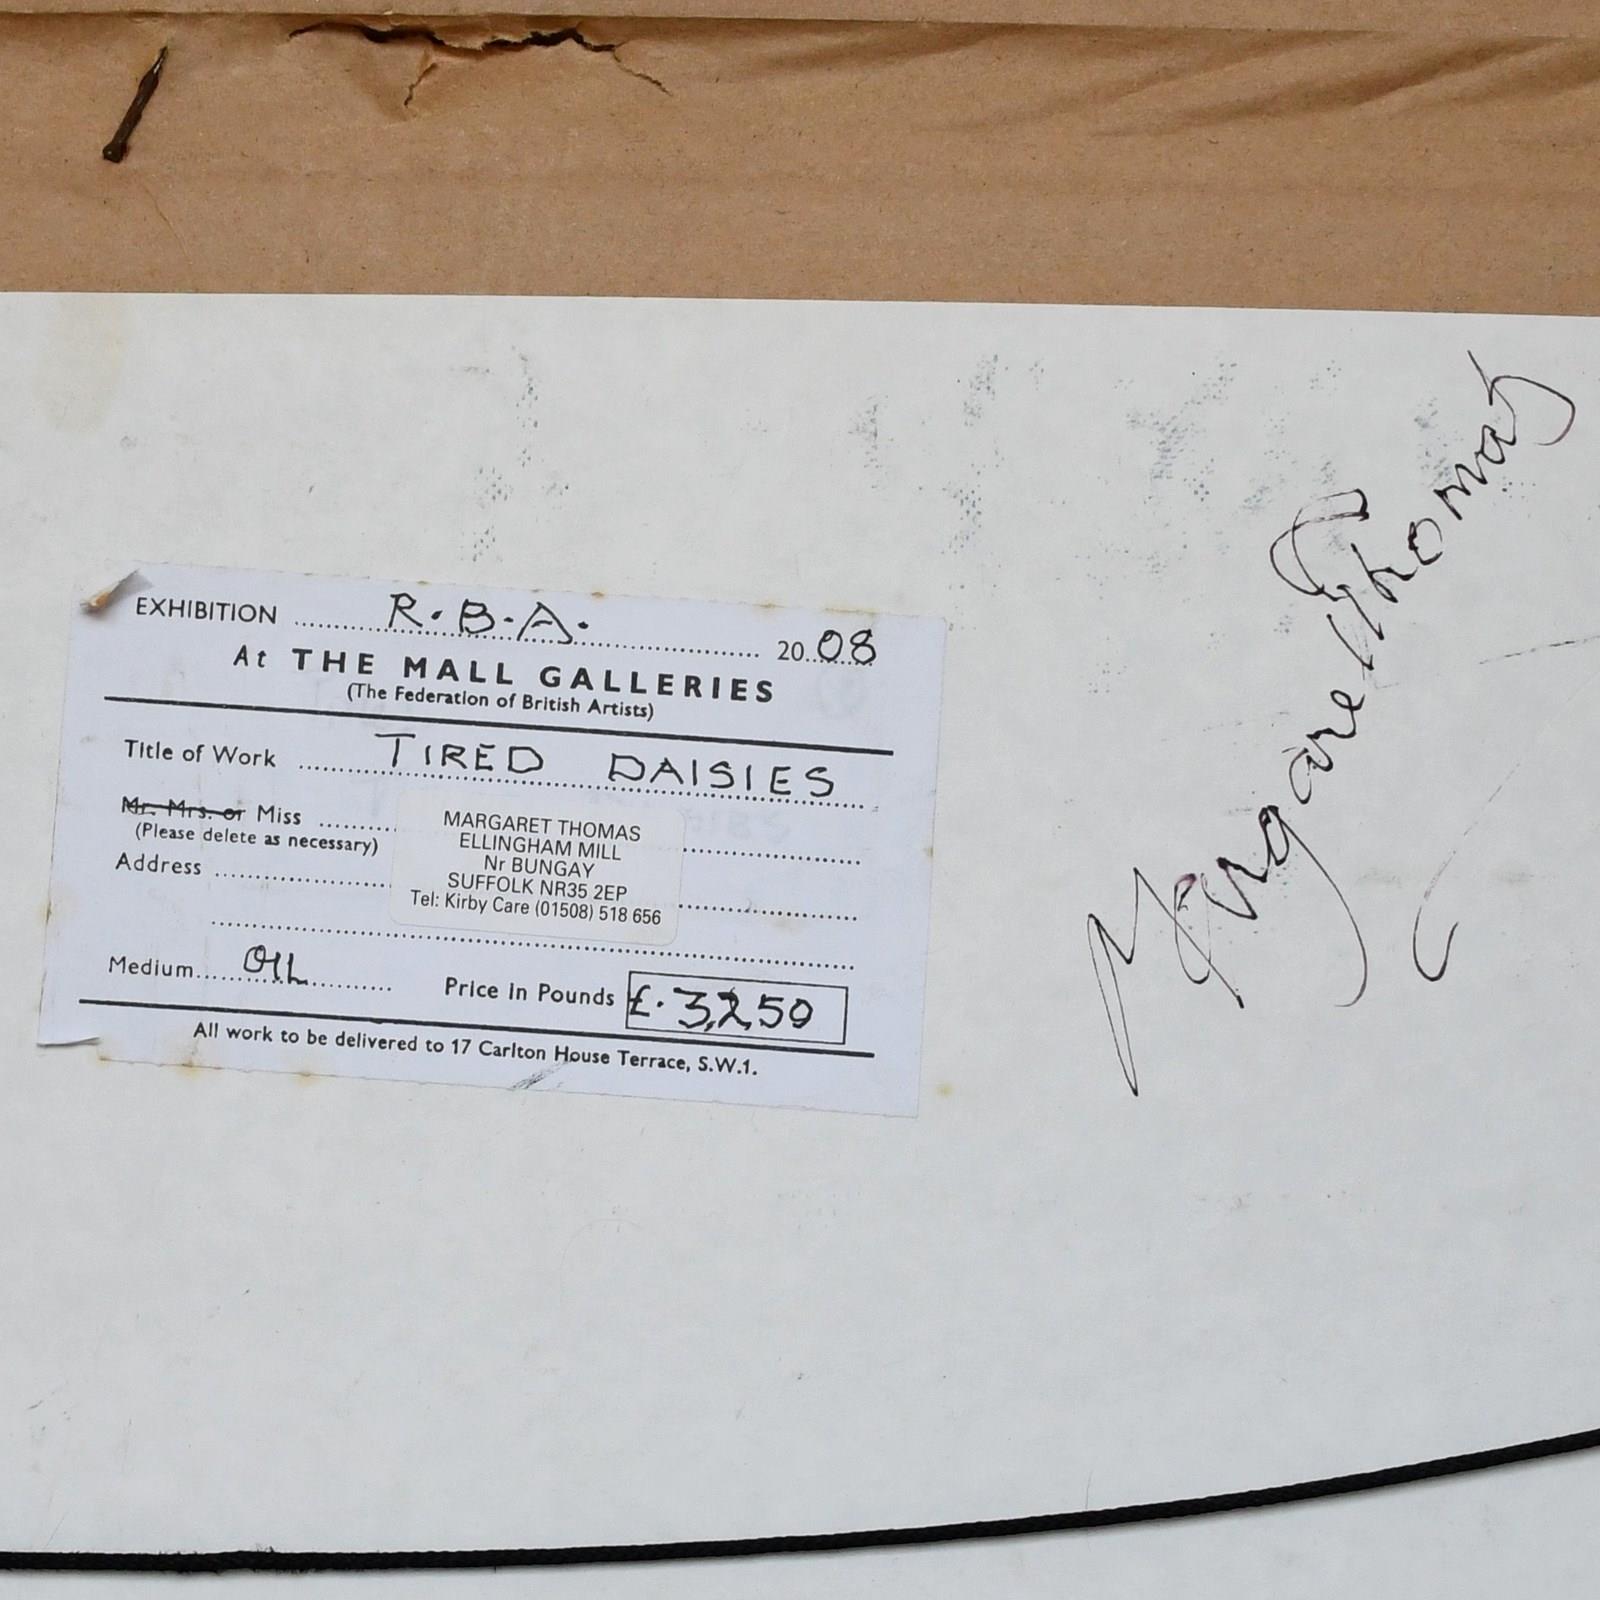 EXHIBITION R.B.A. 2008
At THE MALL GALLERIES
(The Federation of British Artists)
Title of Work TIRED DAISIES
Mr. Mrs. or Miss
(Please delete as necessary)
Address
MARGARET THOMAS
ELLINGHAM MILL
Nr BUNGAY
SUFFOLK NR35 2EP
Tel: Kirby Care (01508) 518 656
Medium OIL Price in Pounds £. 3,250
All work to be delivered to 17 Carlton House Terrace, S.W.1.
Margaret Thomas